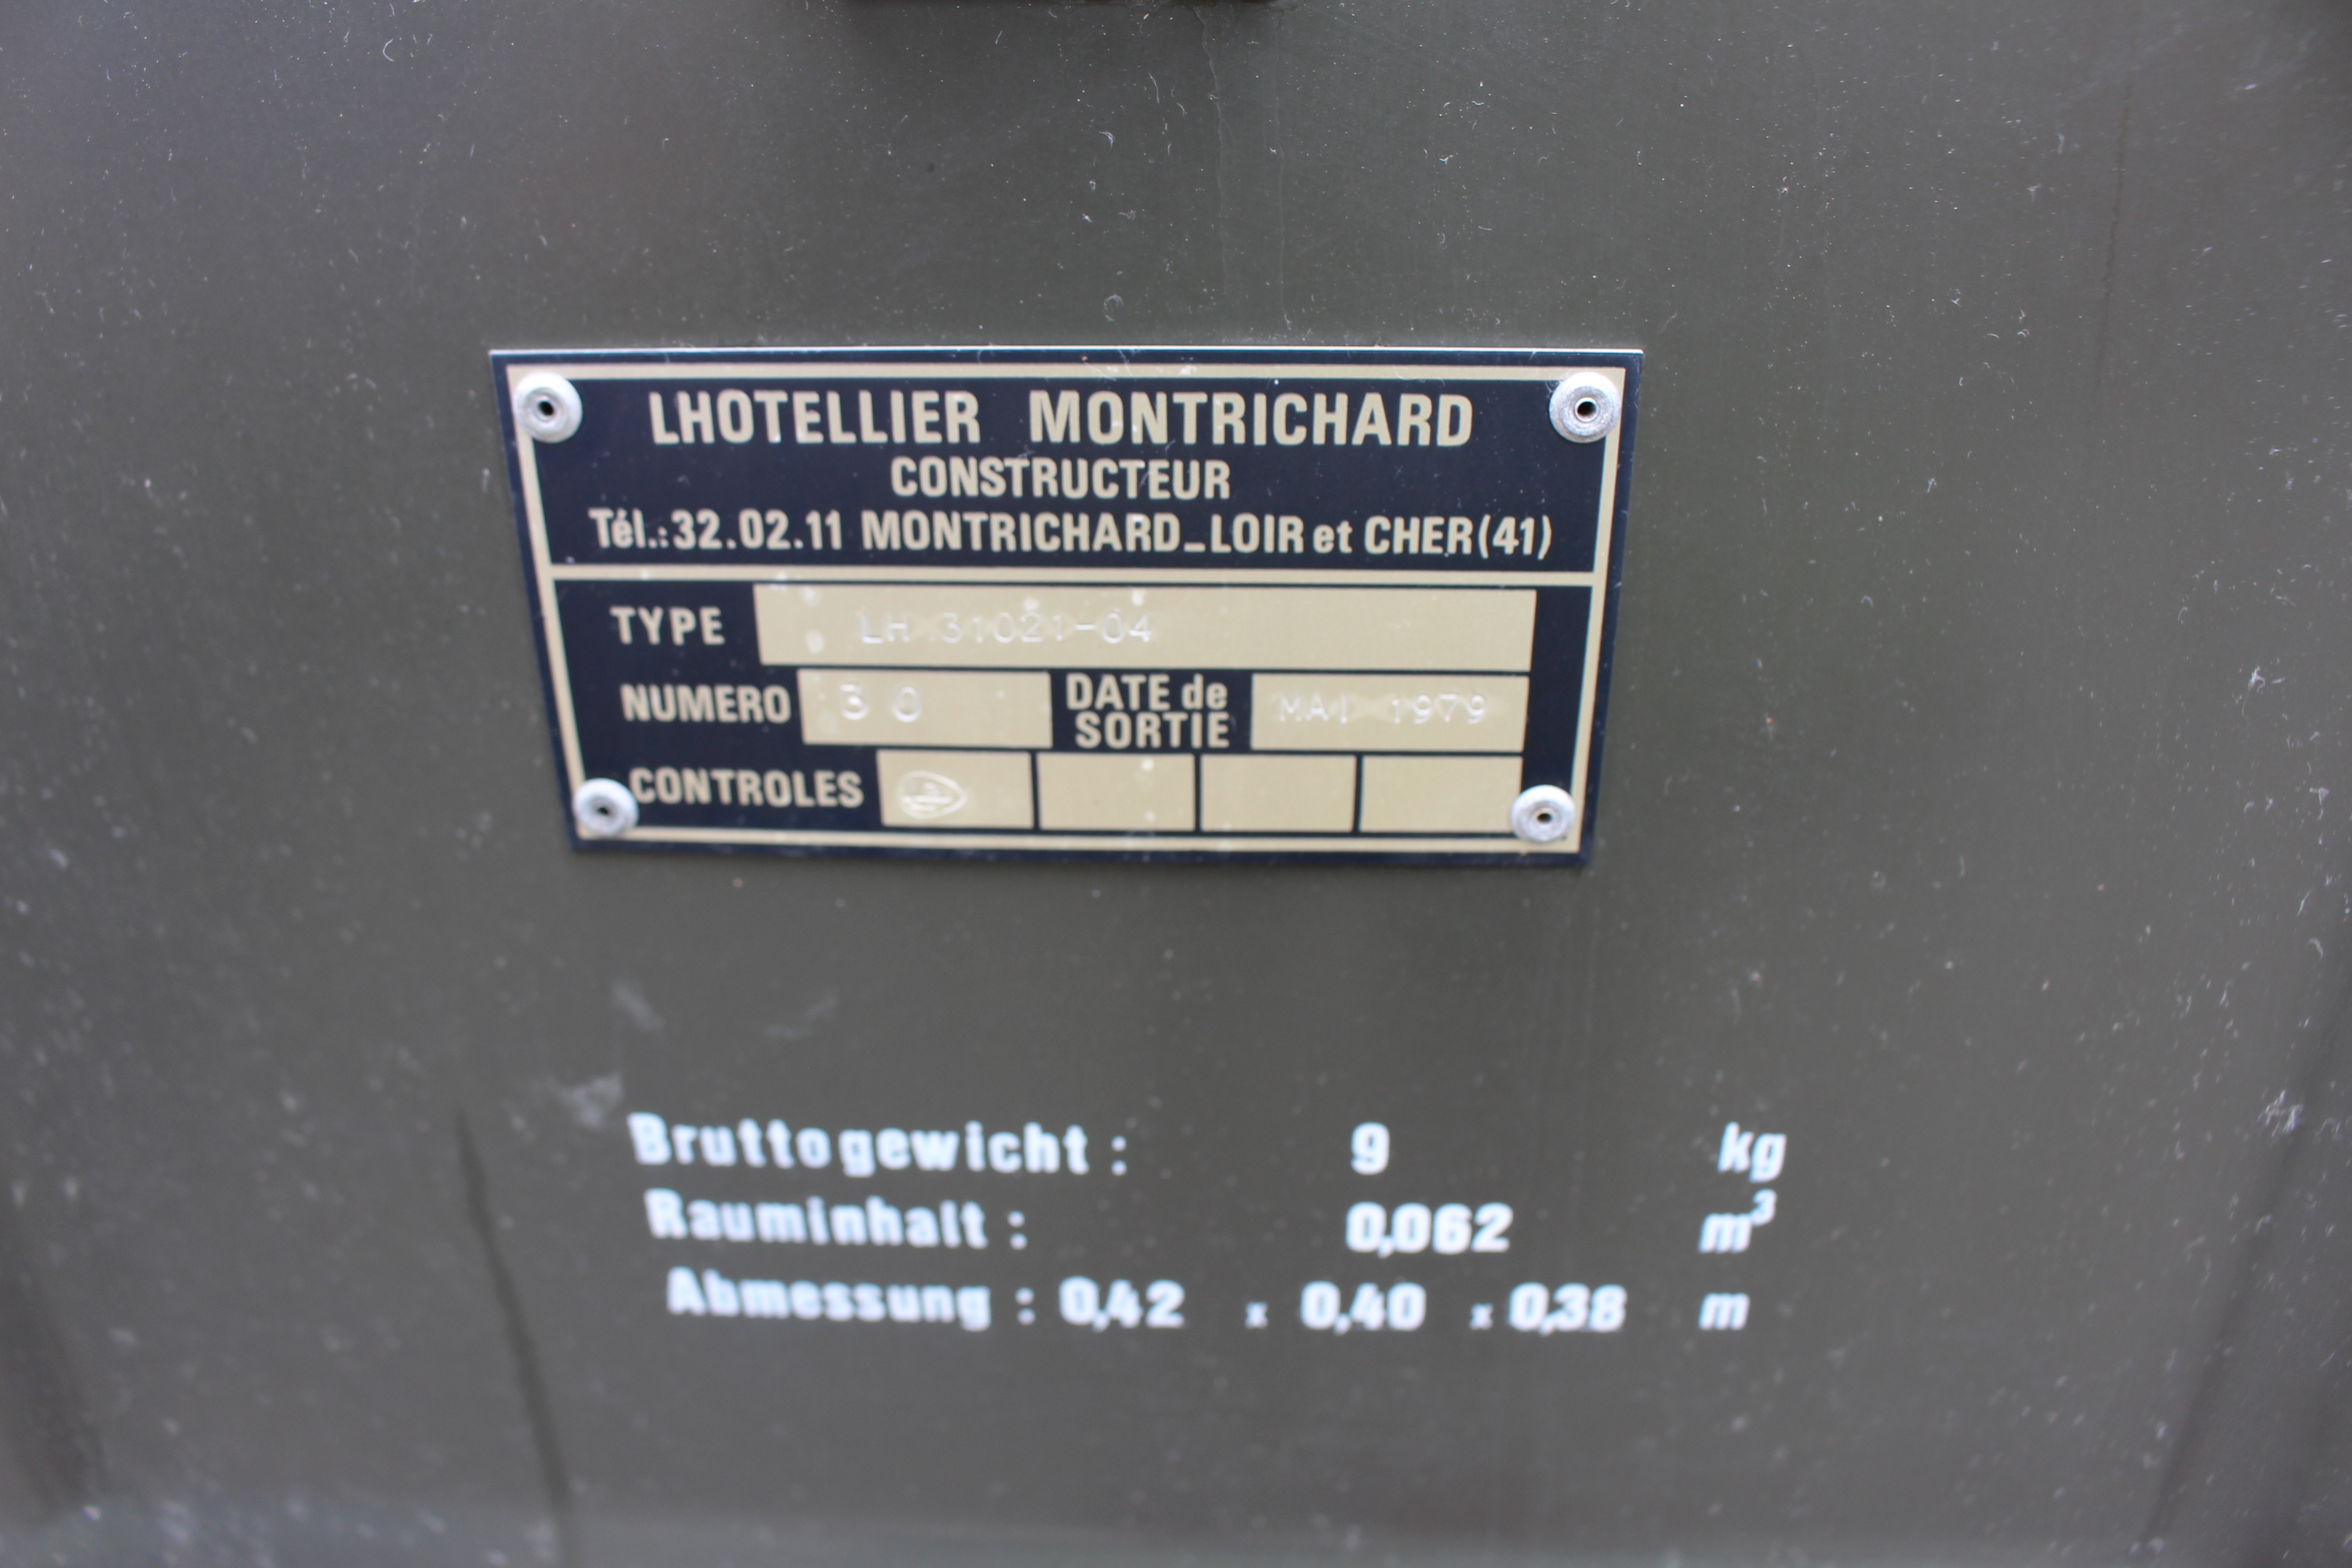 LHOTELLIER MONTRICHARD
CONSTRUCTEUR
Tél.:32.02.11 MONTRICHARD_LOIR et CHER(41)
TYPE LH 31021-04
NUMERO 30 DATE de SORTIE MAI 1979
CONTROLES
Bruttogewicht : 9 kg
Rauminhalt : 0,062 m³
Abmessung : 0,42 x 0,40 x 0,38 m